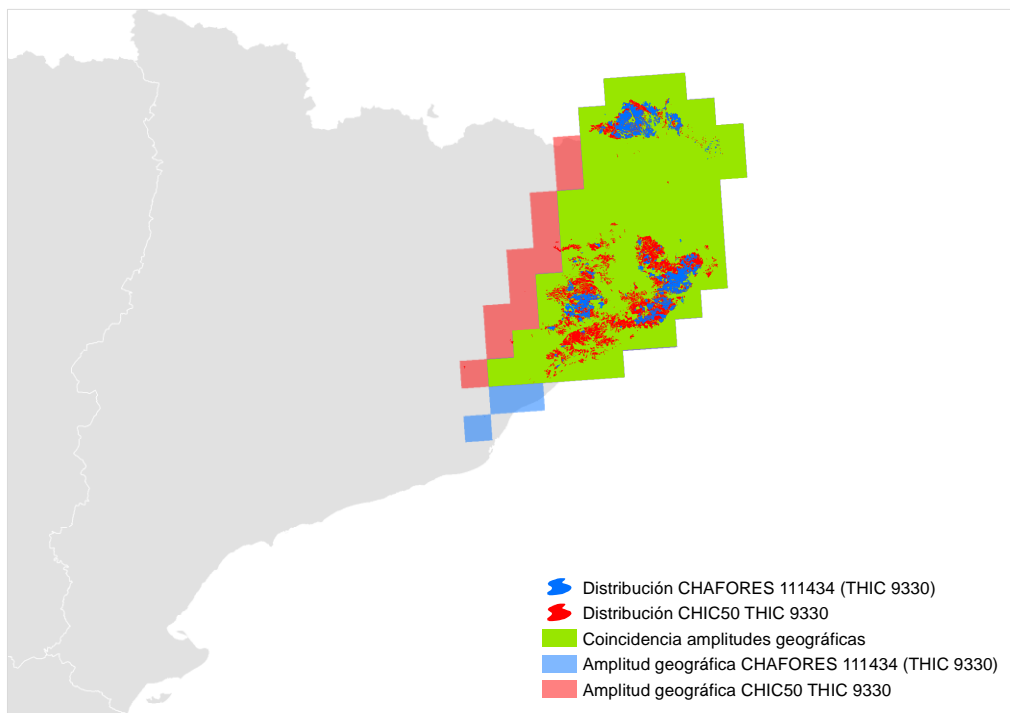 Distribución CHAFORES 111434 (THIC 9330)
Distribución CHIC50 THIC 9330
Coincidencia amplitudes geográficas
Amplitud geográfica CHAFORES 111434 (THIC 9330)
Amplitud geográfica CHIC50 THIC 9330